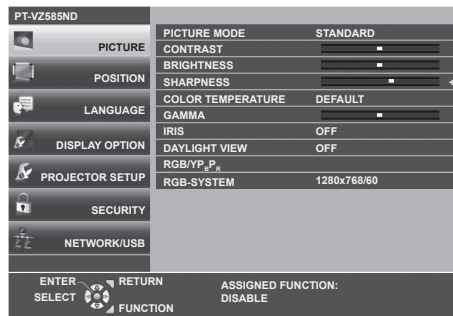 PT-VZ585ND
PICTURE
POSITION
LANGUAGE
DISPLAY OPTION
PROJECTOR SETUP
SECURITY
NETWORK/USB
PICTURE MODE STANDARD
CONTRAST
BRIGHTNESS
SHARPNESS +
COLOR TEMPERATURE DEFAULT
GAMMA
IRIS OFF
DAYLIGHT VIEW OFF
RGB/YPBPR
RGB-SYSTEM 1280x768/60
ENTER RETURN
SELECT
FUNCTION
ASSIGNED FUNCTION:
DISABLE